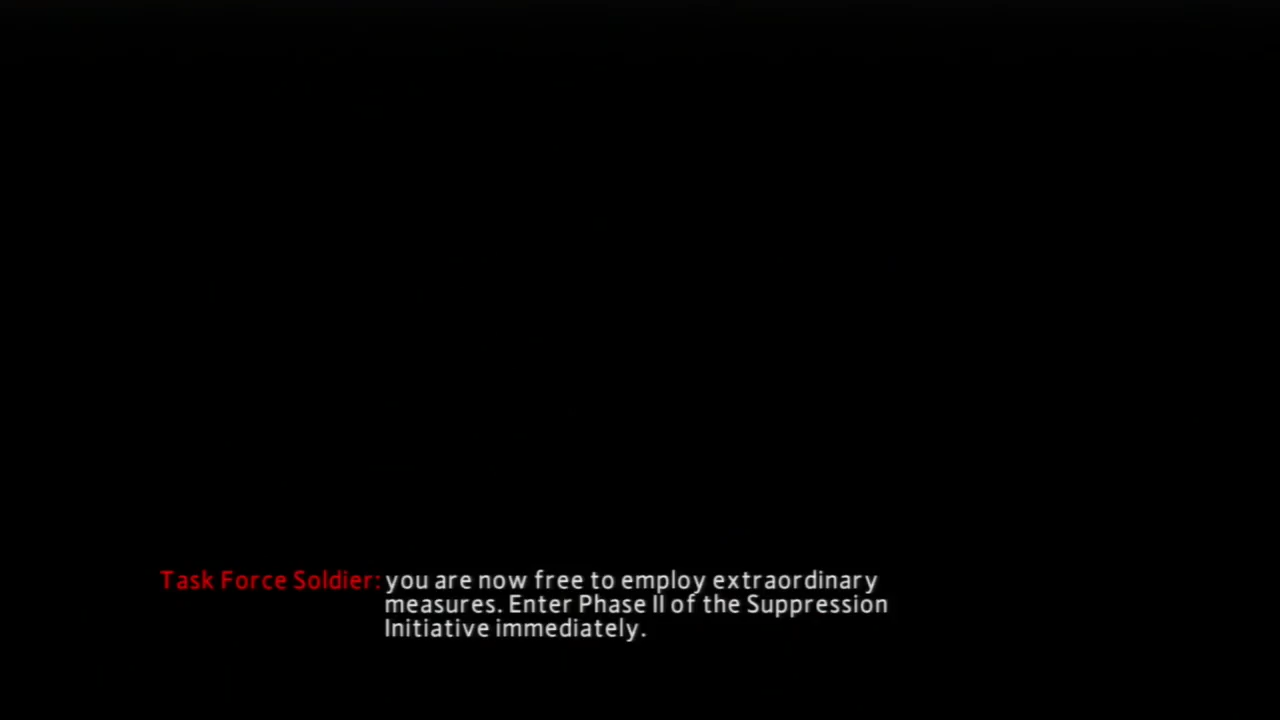 Task Force Soldier: you are now free to employ extraordinary
measures. Enter Phase II of the Suppression
Initiative immediately.